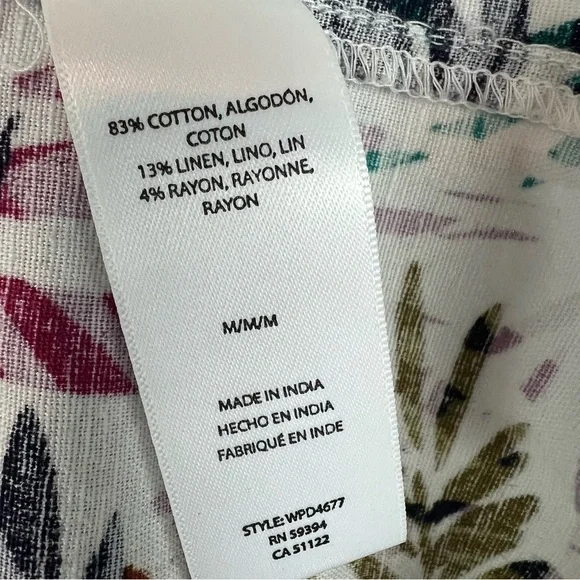 83% COTTON, ALGODÓN,
COTON
13% LINEN, LINO, LIN
4% RAYON, RAYONNE,
RAYON
M/M/M
MADE IN INDIA
HECHO EN INDIA
FABRIQUÉ EN INDE
STYLE: WPD4677
RN 59394
CA 51122